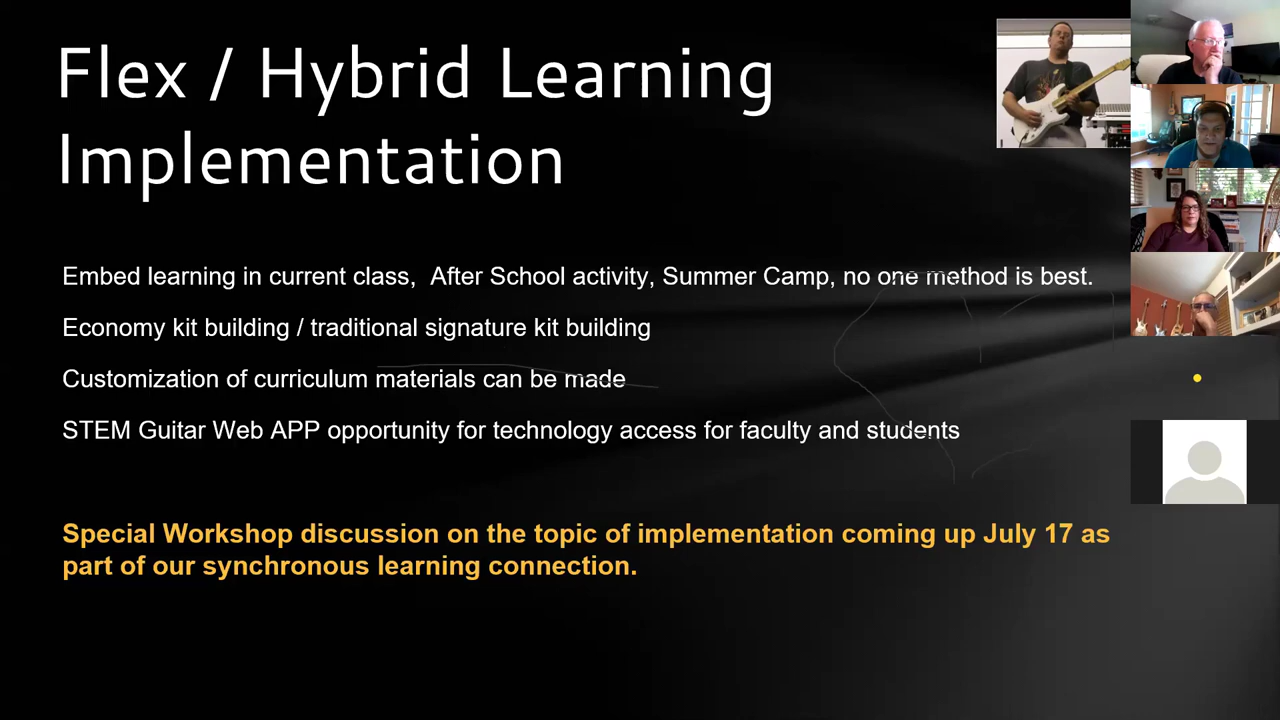 Flex / Hybrid Learning
Implementation
Embed learning in current class,  After School activity, Summer Camp, no one method is best.
Economy kit building / traditional signature kit building
Customization of curriculum materials can be made
STEM Guitar Web APP opportunity for technology access for faculty and students
Special Workshop discussion on the topic of implementation coming up July 17 as
part of our synchronous learning connection.